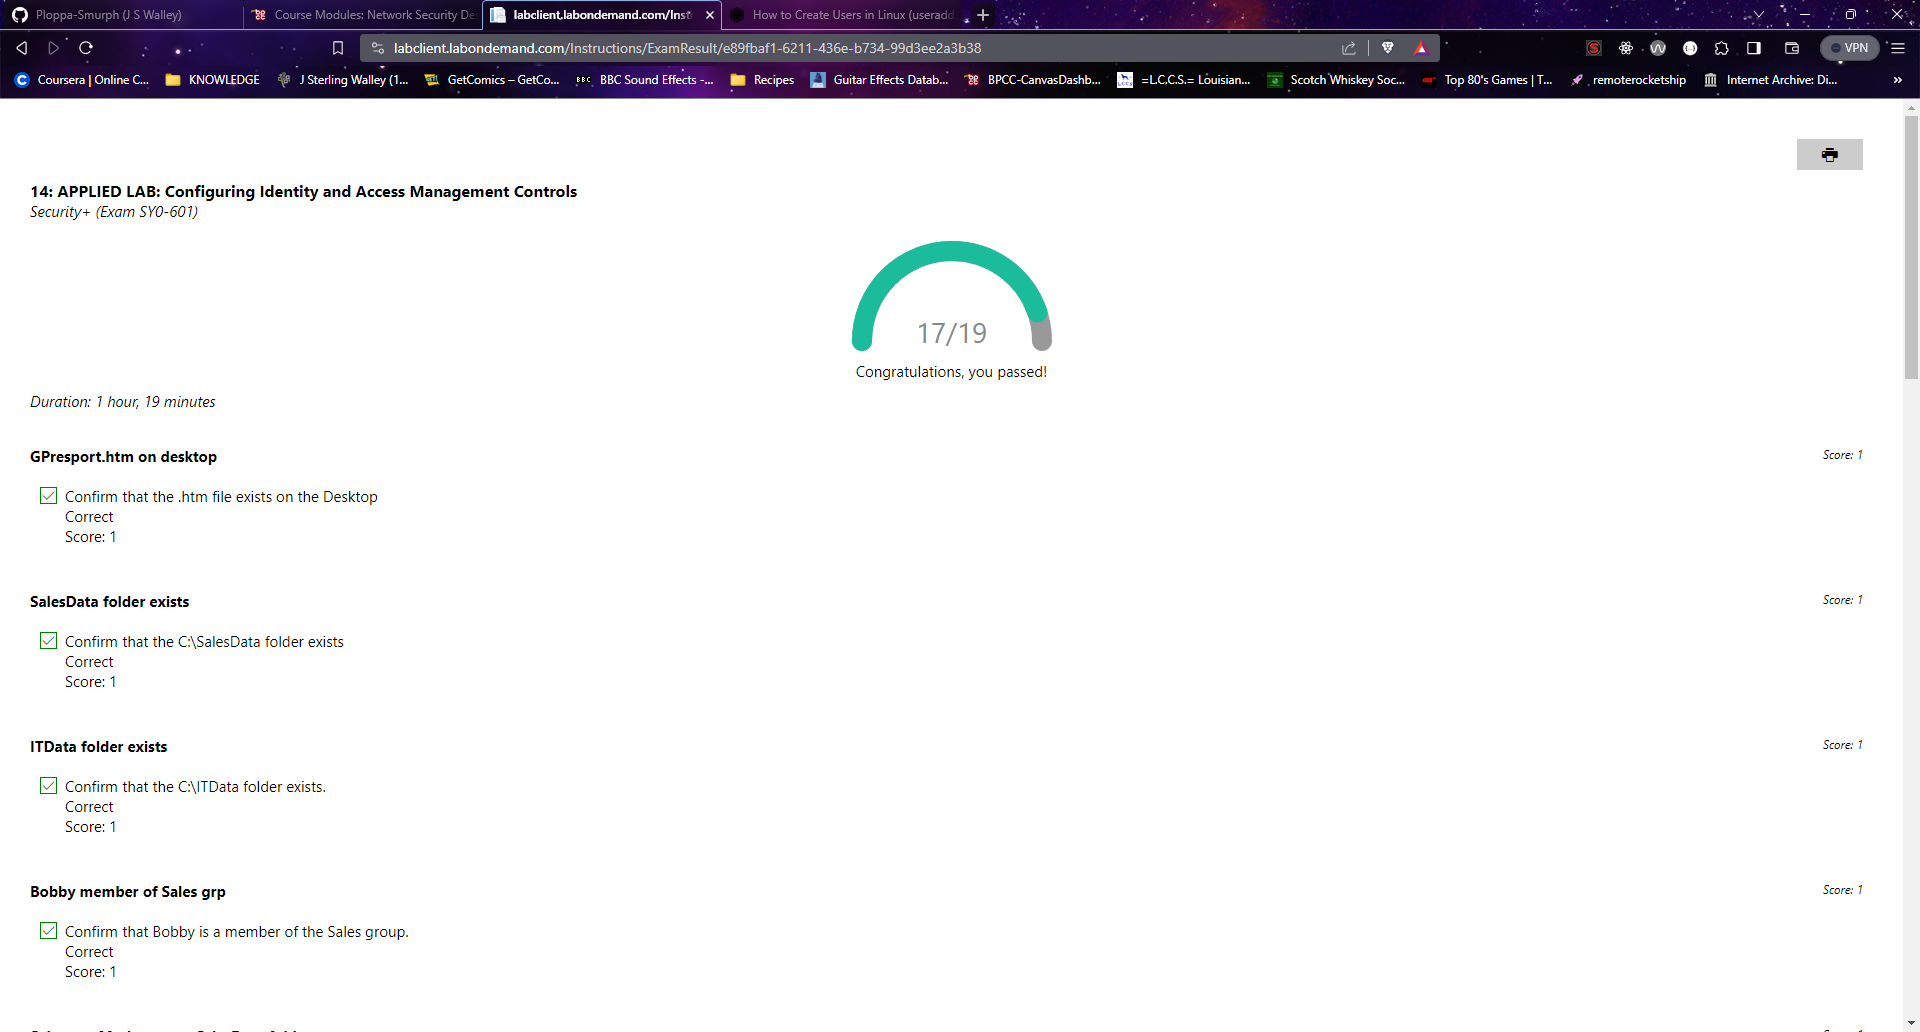 Ploppa-Smurph (J S Walley)
Course Modules: Network Security De
labclient.labondemand.com/Inst
How to Create Users in Linux (useradd
labclient.labondemand.com/Instructions/ExamResult/e89fbaf1-6211-436e-b734-99d3ee2a3b38
VPN
Coursera | Online C...
KNOWLEDGE
J Sterling Walley (1...
GetComics – GetCo...
BBC Sound Effects -...
Recipes
Guitar Effects Datab...
BPCC-CanvasDashb...
=L.C,C.S.= Louisian...
Scotch Whiskey Soc...
Top 80's Games | T...
remoterocketship
Internet Archive: Di...
14: APPLIED LAB: Configuring Identity and Access Management Controls
Security+ (Exam SY0-601)
17/19
Congratulations, you passed!
Duration: 1 hour, 19 minutes
GPresport.htm on desktop
Score: 1
Confirm that the .htm file exists on the Desktop
Correct
Score: 1
SalesData folder exists
Score: 1
Confirm that the C:\SalesData folder exists
Correct
Score: 1
ITData folder exists
Score: 1
Confirm that the C:\ITData folder exists.
Correct
Score: 1
Bobby member of Sales grp
Score: 1
Confirm that Bobby is a member of the Sales group.
Correct
Score: 1